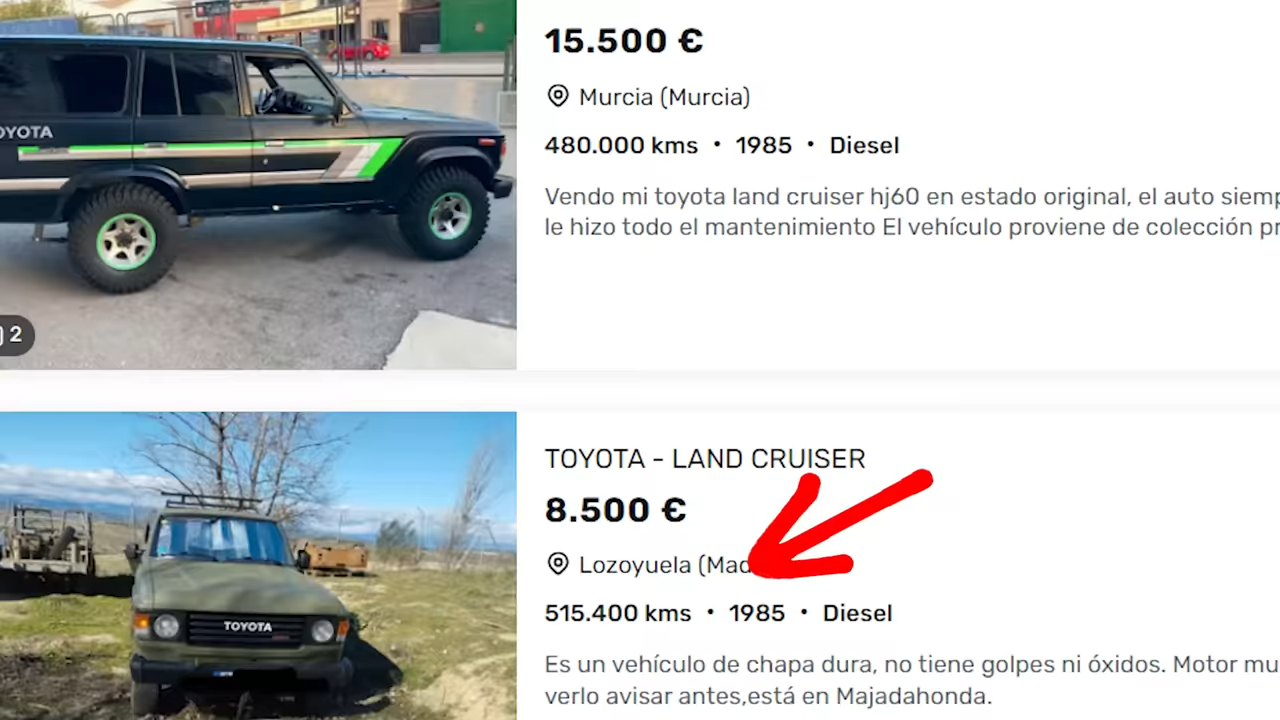 15.500 €
Murcia (Murcia)
480.000 kms • 1985 • Diesel
Vendo mi toyota land cruiser hj60 en estado original, el auto siemp
le hizo todo el mantenimiento El vehículo proviene de colección pr
OYOTA
2
TOYOTA - LAND CRUISER
8.500 €
Lozoyuela (Mad
515.400 kms • 1985 • Diesel
Es un vehículo de chapa dura, no tiene golpes ni óxidos. Motor mu
verlo avisar antes,está en Majadahonda.
TOYOTA